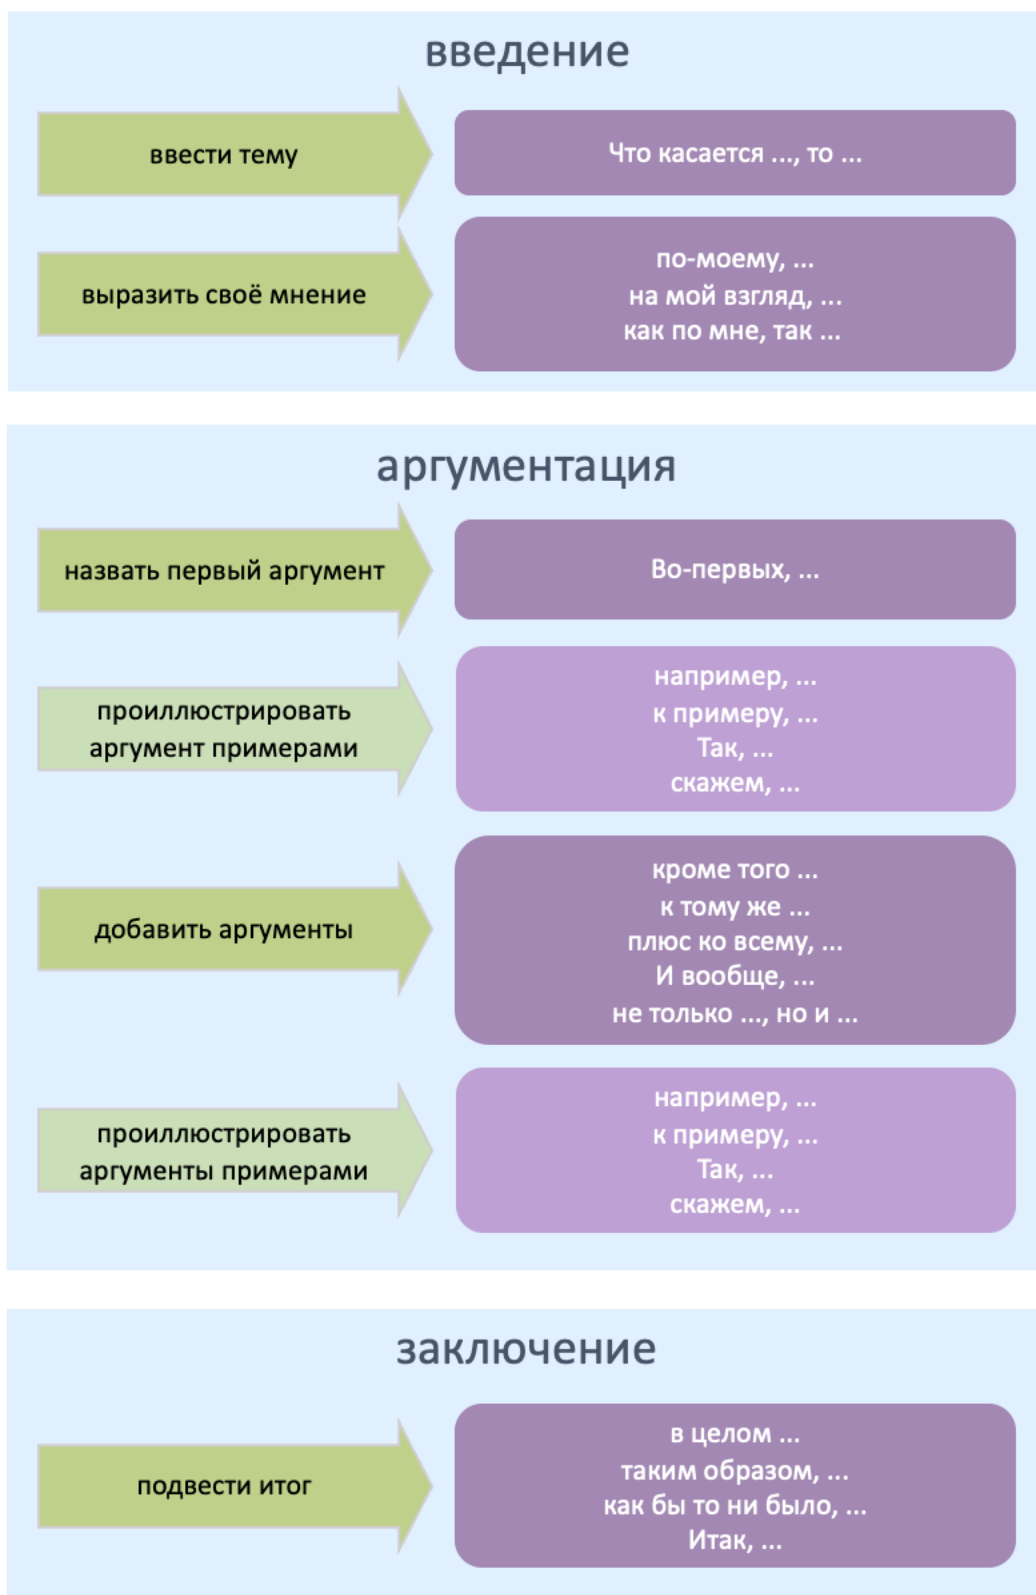 введение
ввести тему
Что касается ..., то ...
выразить своё мнение
по-моему, ...
на мой взгляд, ...
как по мне, так ...
аргументация
назвать первый аргумент
Во-первых, ...
проиллюстрировать
аргумент примерами
например, ...
к примеру, ...
Так, ...
скажем, ...
добавить аргументы
кроме того ...
к тому же ...
плюс ко всему, ...
И вообще, ...
не только ..., но и ...
проиллюстрировать
аргументы примерами
например, ...
к примеру, ...
Так, ...
скажем, ...
заключение
подвести итог
в целом ...
таким образом, ...
как бы то ни было, ...
Итак, ...